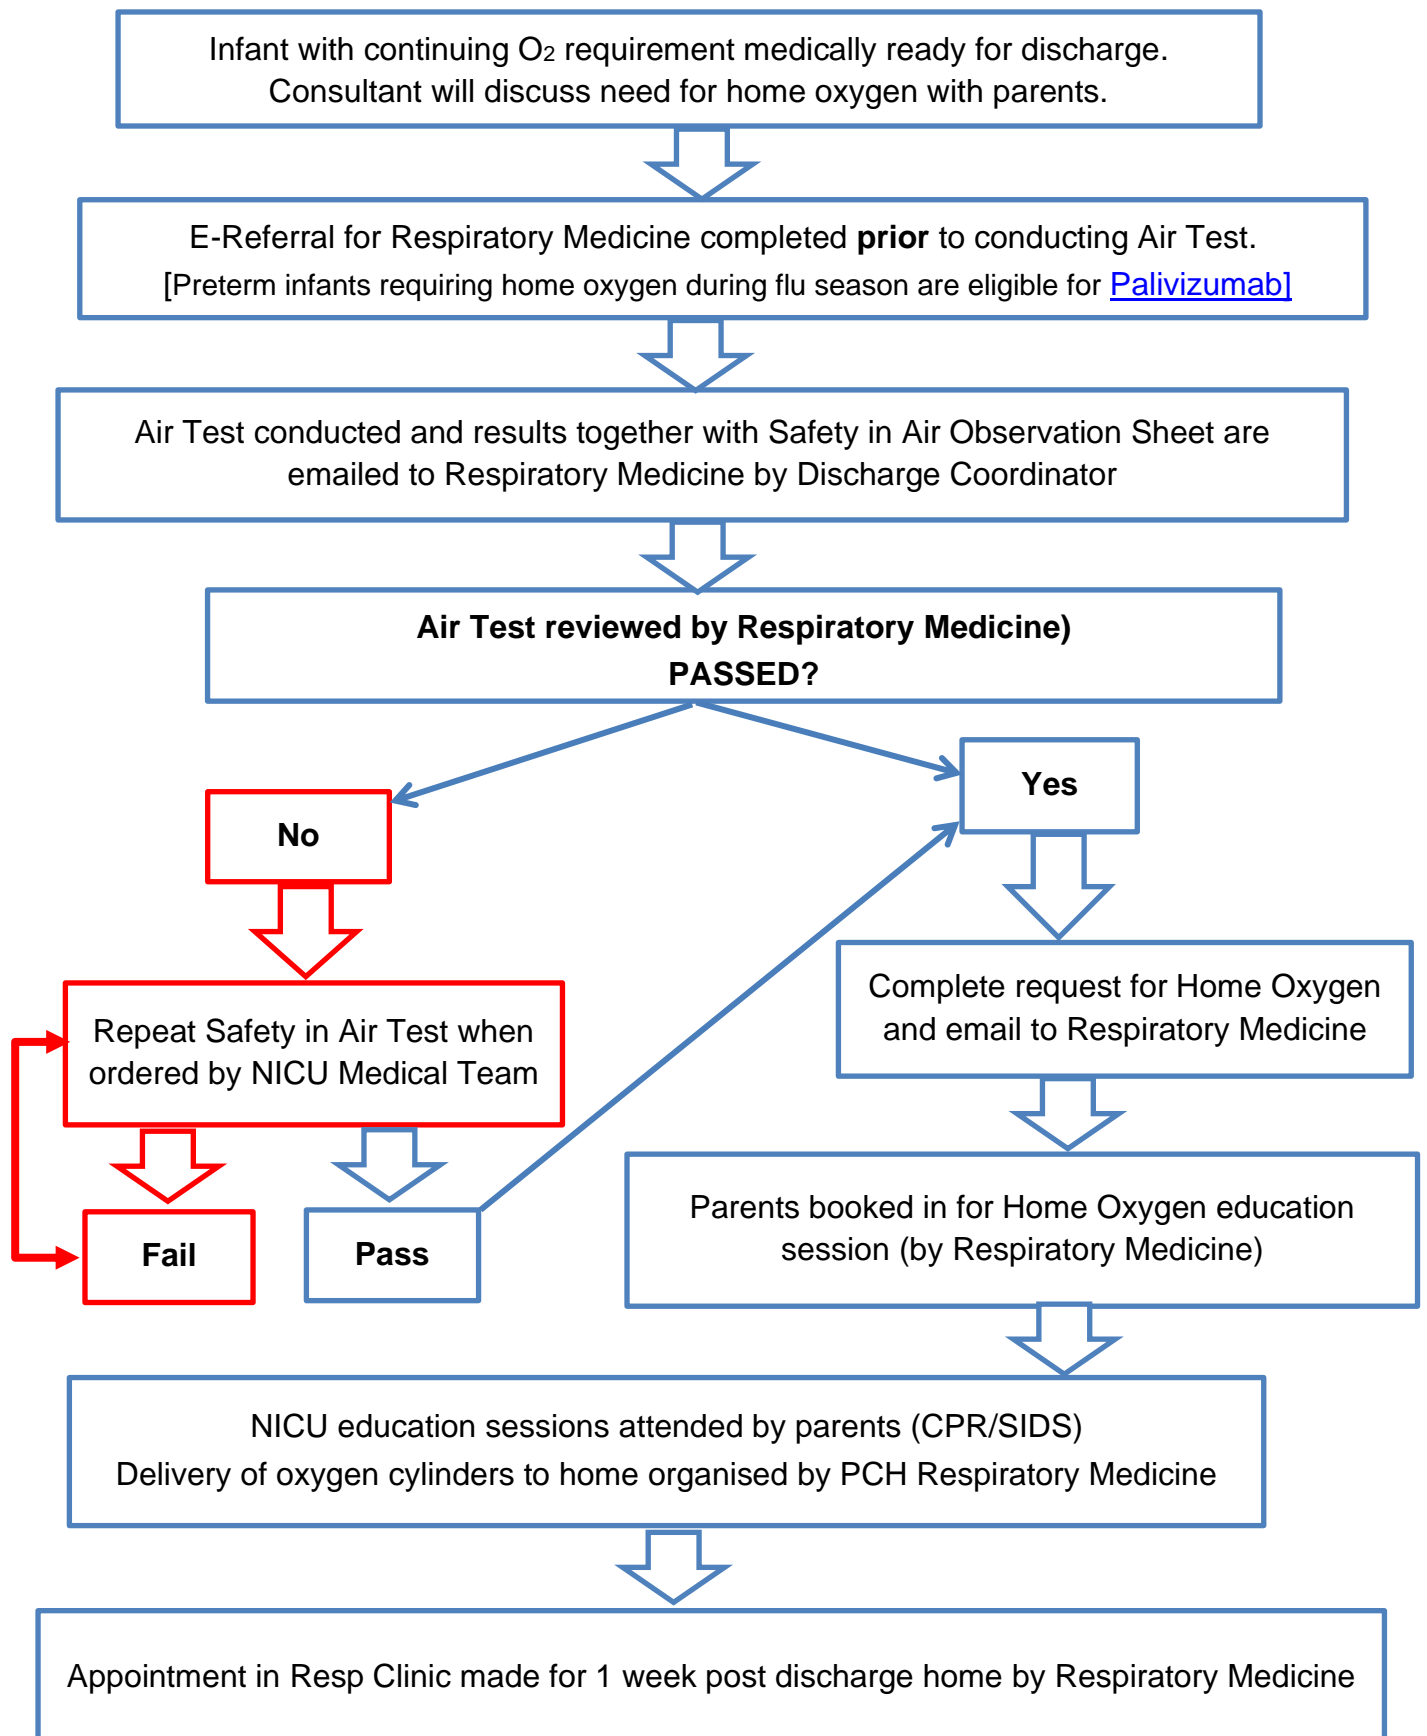 Infant with continuing O2 requirement medically ready for discharge.
Consultant will discuss need for home oxygen with parents.
E-Referral for Respiratory Medicine completed prior to conducting Air Test.
[Preterm infants requiring home oxygen during flu season are eligible for Palivizumab]
Air Test conducted and results together with Safety in Air Observation Sheet are
emailed to Respiratory Medicine by Discharge Coordinator
Air Test reviewed by Respiratory Medicine)
PASSED?
No
Yes
Repeat Safety in Air Test when
ordered by NICU Medical Team
Complete request for Home Oxygen
and email to Respiratory Medicine
Fail
Pass
Parents booked in for Home Oxygen education
session (by Respiratory Medicine)
NICU education sessions attended by parents (CPR/SIDS)
Delivery of oxygen cylinders to home organised by PCH Respiratory Medicine
Appointment in Resp Clinic made for 1 week post discharge home by Respiratory Medicine